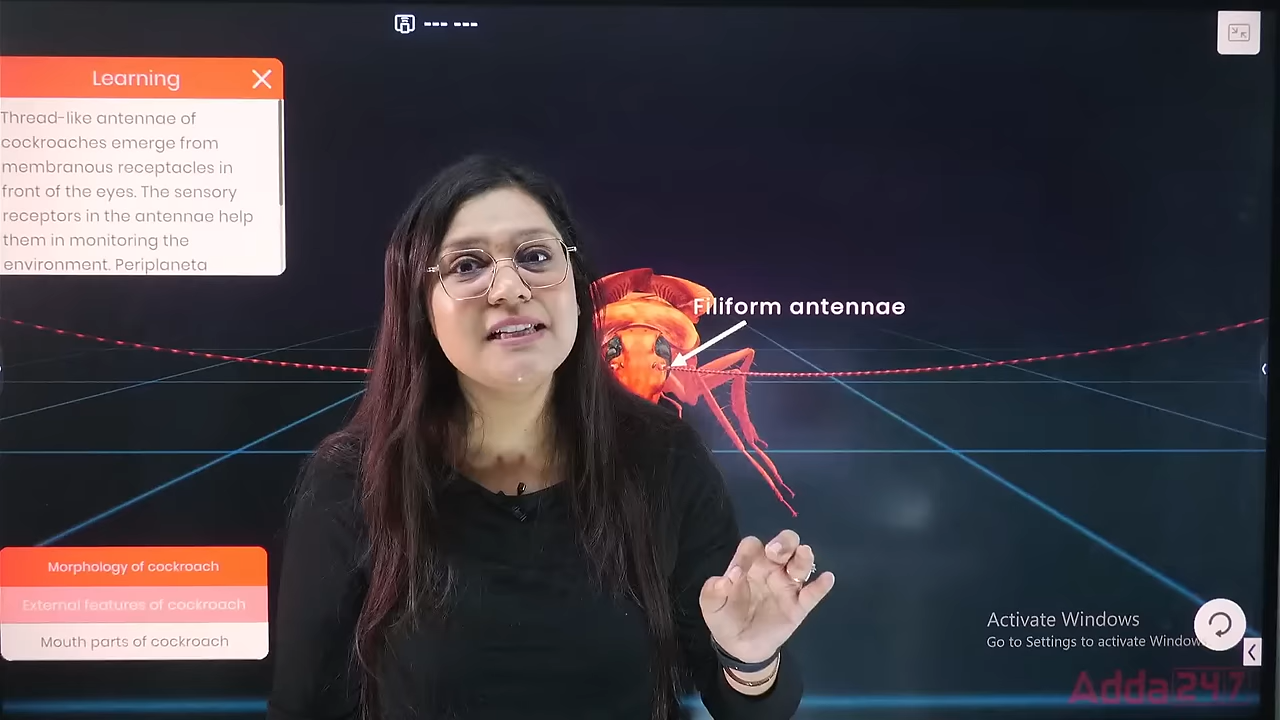 Learning
Thread-like antennae of
cockroaches emerge from
membranous receptacles in
front of the eyes. The sensory
receptors in the antennae help
them in monitoring the
environment. Periplaneta
Filiform antennae
Morphology of cockroach
External features of cockroach
Mouth parts of cockroach
Activate Windows
Go to Settings to activate Window
Adda247